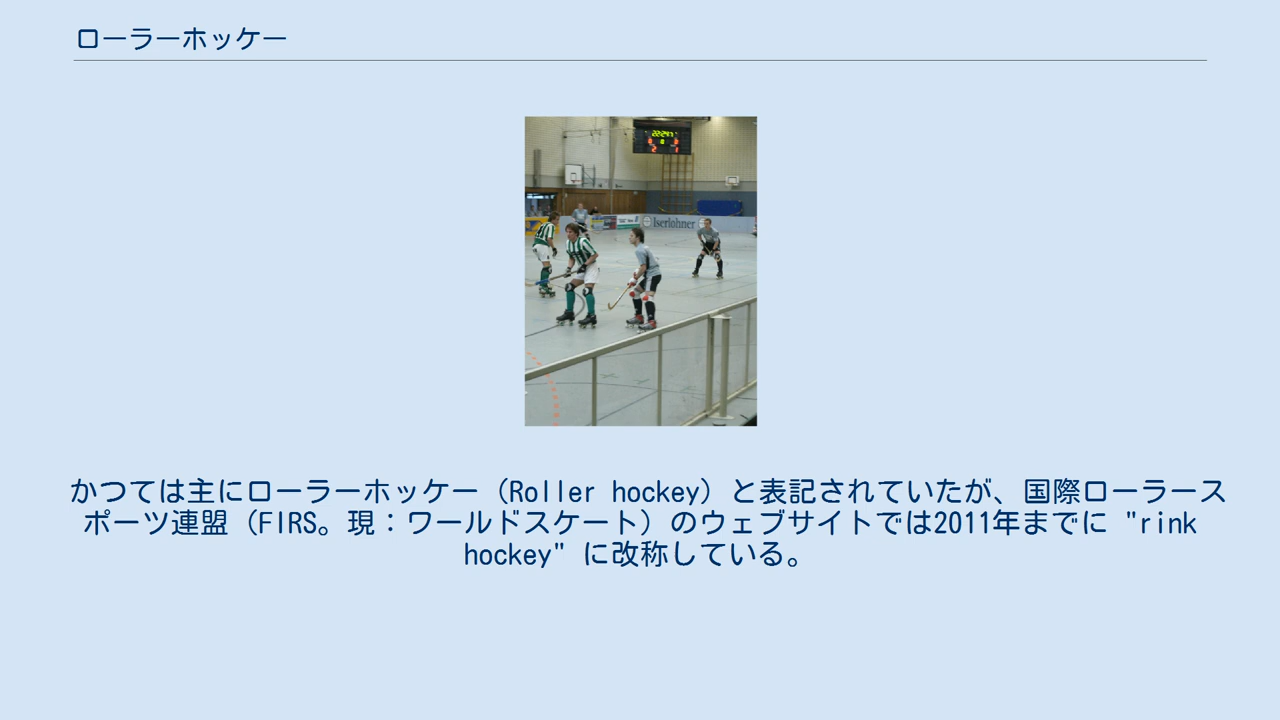 ローラーホッケー
Iserlohner
かつては主にローラーホッケー（Roller hockey）と表記されていたが、国際ローラース
ポーツ連盟（FIRS。現：ワールドスケート）のウェブサイトでは2011年までに "rink
hockey" に改称している。